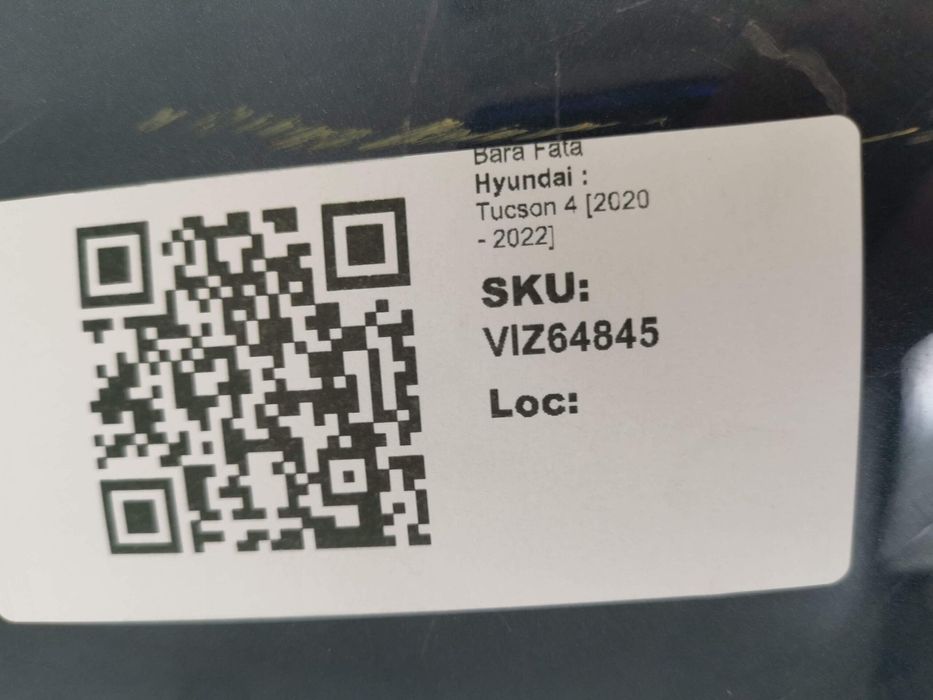 Bara Fata
Hyundai :
Tucson 4 [2020
- 2022]
SKU:
VIZ64845
Loc: